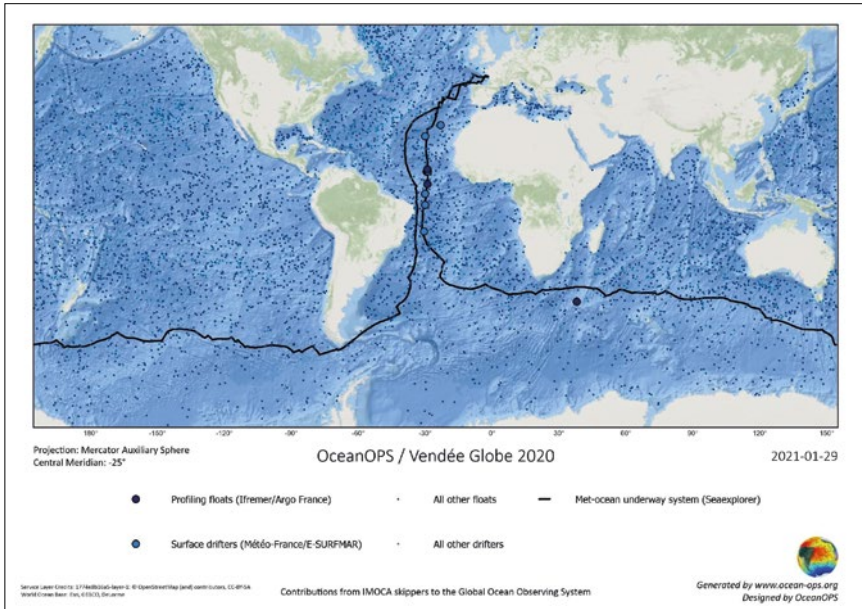 180° -150° -120° -90° -60° -30° 0° 30° 60° 90° 120° 150°
Projection: Mercator Auxiliary Sphere
Central Meridian: -25°
OceanOPS / Vendée Globe 2020
2021-01-29
Profiling floats (Ifremer/Argo France)
All other floats
Met-ocean underway system (Seaexplorer)
Surface drifters (Météo-France/E-SURFMAR)
All other drifters
Contributions from IMOCA skippers to the Global Ocean Observing System
Generated by www.ocean-ops.org
Designed by OceanOPS